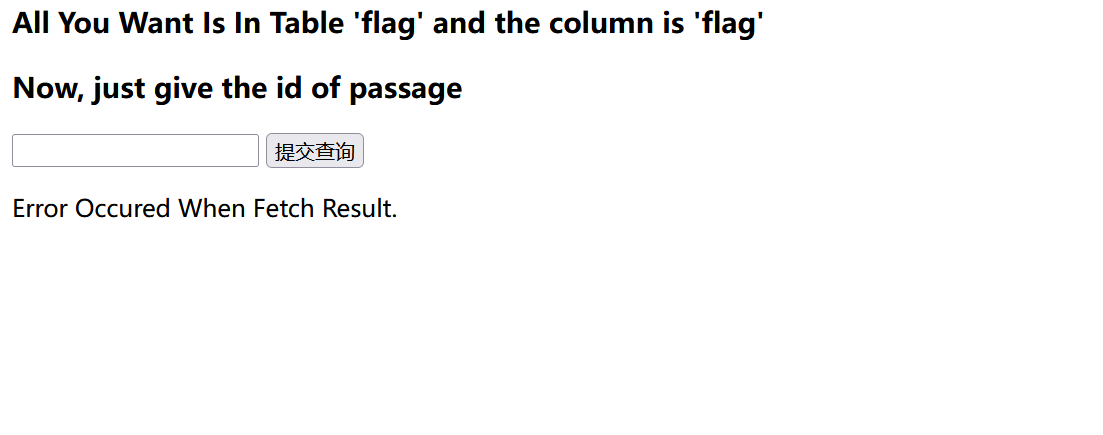 All You Want Is In Table 'flag' and the column is 'flag'
Now, just give the id of passage
提交查询
Error Occured When Fetch Result.